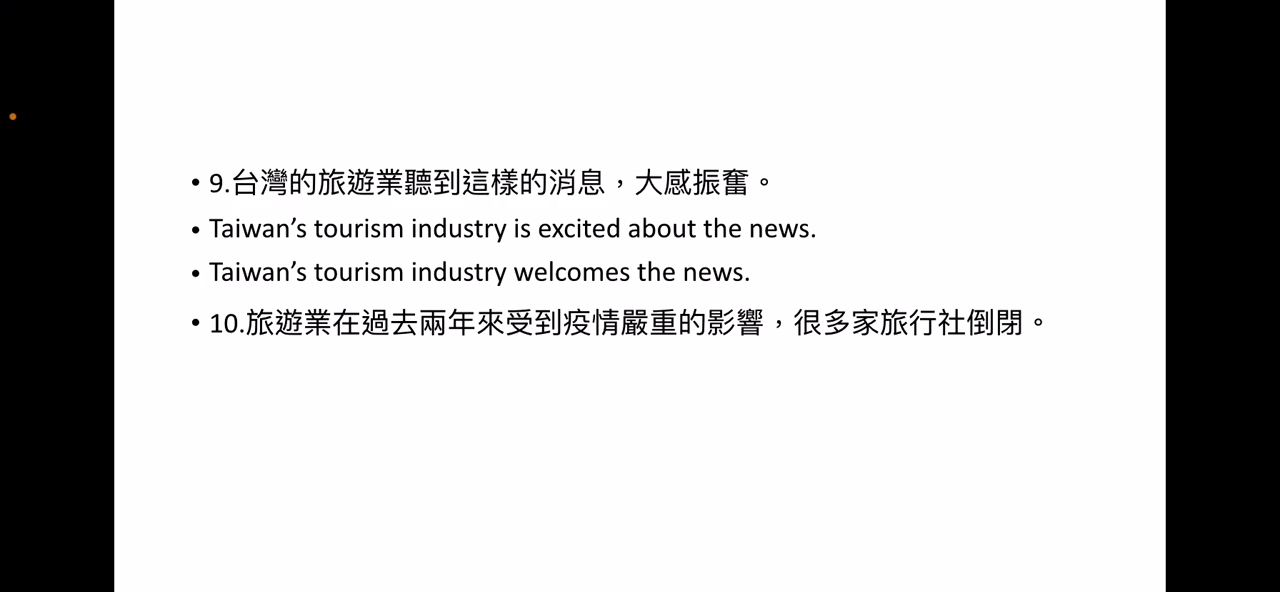 • 9.台灣的旅遊業聽到這樣的消息，大感振奮。
• Taiwan’s tourism industry is excited about the news.
• Taiwan’s tourism industry welcomes the news.
• 10.旅遊業在過去兩年來受到疫情嚴重的影響，很多家旅行社倒閉。